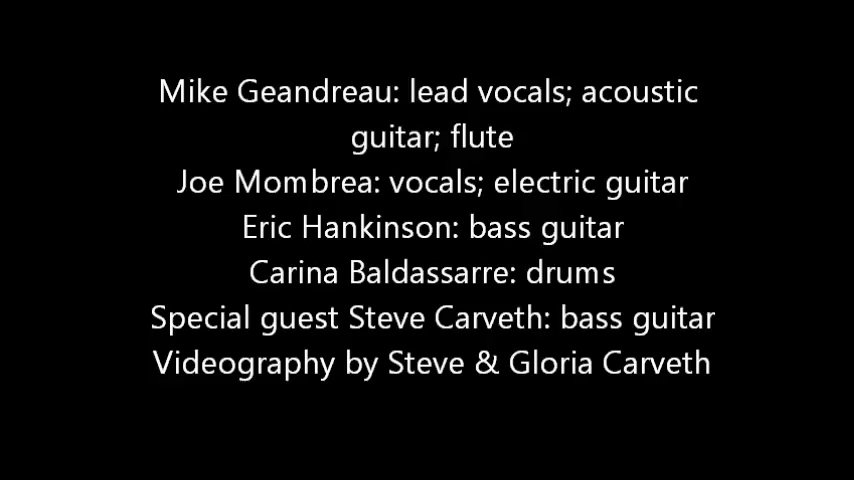 Mike Geandreau: lead vocals; acoustic
guitar; flute
Joe Mombrea: vocals; electric guitar
Eric Hankinson: bass guitar
Carina Baldassarre: drums
Special guest Steve Carveth: bass guitar
Videography by Steve & Gloria Carveth